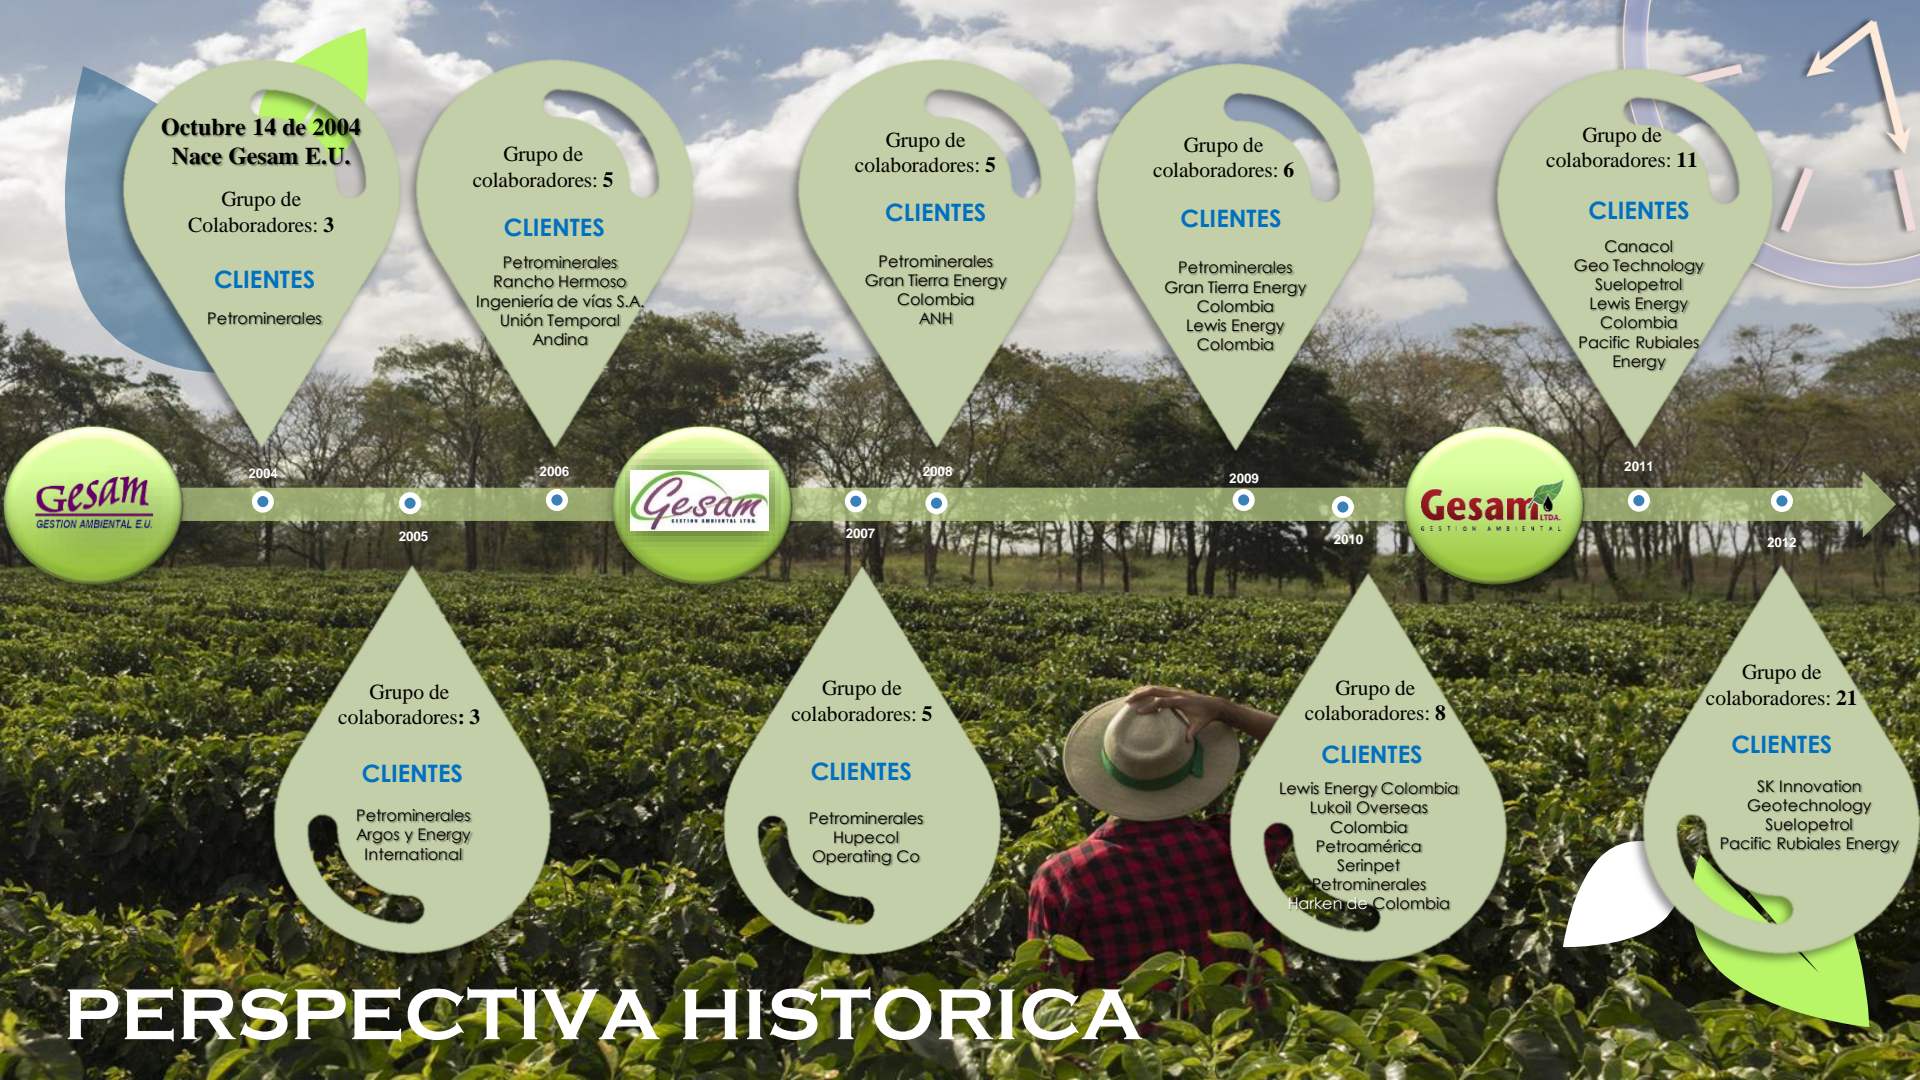 Octubre 14 de 2004
Nace Gesam E.U.
Grupo de
Colaboradores: 3
CLIENTES
Petrominerales
Grupo de
colaboradores: 5
CLIENTES
Petrominerales
Rancho Hermoso
Ingeniería de vías S.A.
Unión Temporal
Andina
Grupo de
colaboradores: 5
CLIENTES
Petrominerales
Gran Tierra Energy
Colombia
ANH
Grupo de
colaboradores: 6
CLIENTES
Petrominerales
Gran Tierra Energy
Colombia
Lewis Energy
Colombia
Grupo de
colaboradores: 11
CLIENTES
Canacol
Geo Technology
Suelopetrol
Lewis Energy
Colombia
Pacific Rubiales
Energy
2004
2006
2008
2009
2011
Gesam
GESTION AMBIENTAL E.U.
Gesam
GESTION AMBIENTAL LTDA.
Gesam
LTDA.
GESTION AMBIENTAL
2005
2007
2010
2012
Grupo de
colaboradores: 3
CLIENTES
Petrominerales
Argos y Energy
International
Grupo de
colaboradores: 5
CLIENTES
Petrominerales
Hupecol
Operating Co
Grupo de
colaboradores: 8
CLIENTES
Lewis Energy Colombia
Lukoil Overseas
Colombia
Petroamérica
Serinpet
Petrominerales
Harken de Colombia
Grupo de
colaboradores: 21
CLIENTES
SK Innovation
Geotechnology
Suelopetrol
Pacific Rubiales Energy
PERSPECTIVA HISTORICA